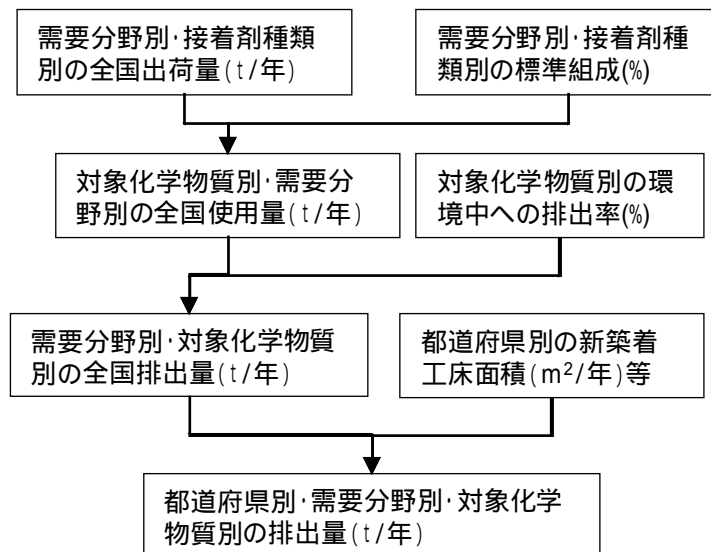 需要分野別･接着剤種類
別の全国出荷量(t/年)
需要分野別･接着剤種
類別の標準組成(%)
対象化学物質別･需要分
野別の全国使用量(t/年)
対象化学物質別の環
境中への排出率(%)
需要分野別･対象化学物質
別の全国排出量(t/年)
都道府県別の新築着
工床面積(m²/年)等
都道府県別･需要分野別･対象化学
物質別の排出量(t/年)